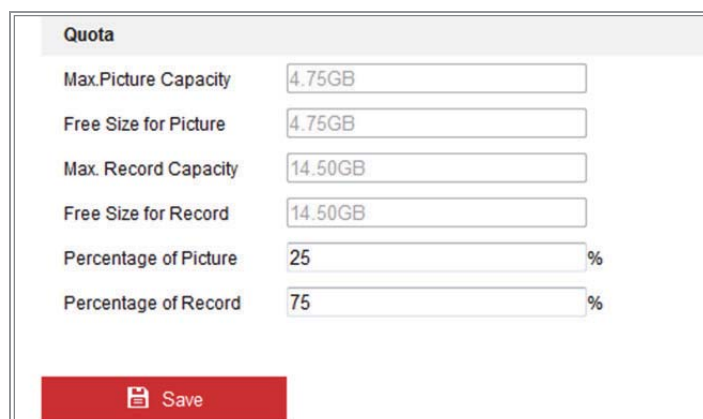 Quota
Max.Picture Capacity 4.75GB
Free Size for Picture 4.75GB
Max. Record Capacity 14.50GB
Free Size for Record 14.50GB
Percentage of Picture 25 %
Percentage of Record 75 %
Save